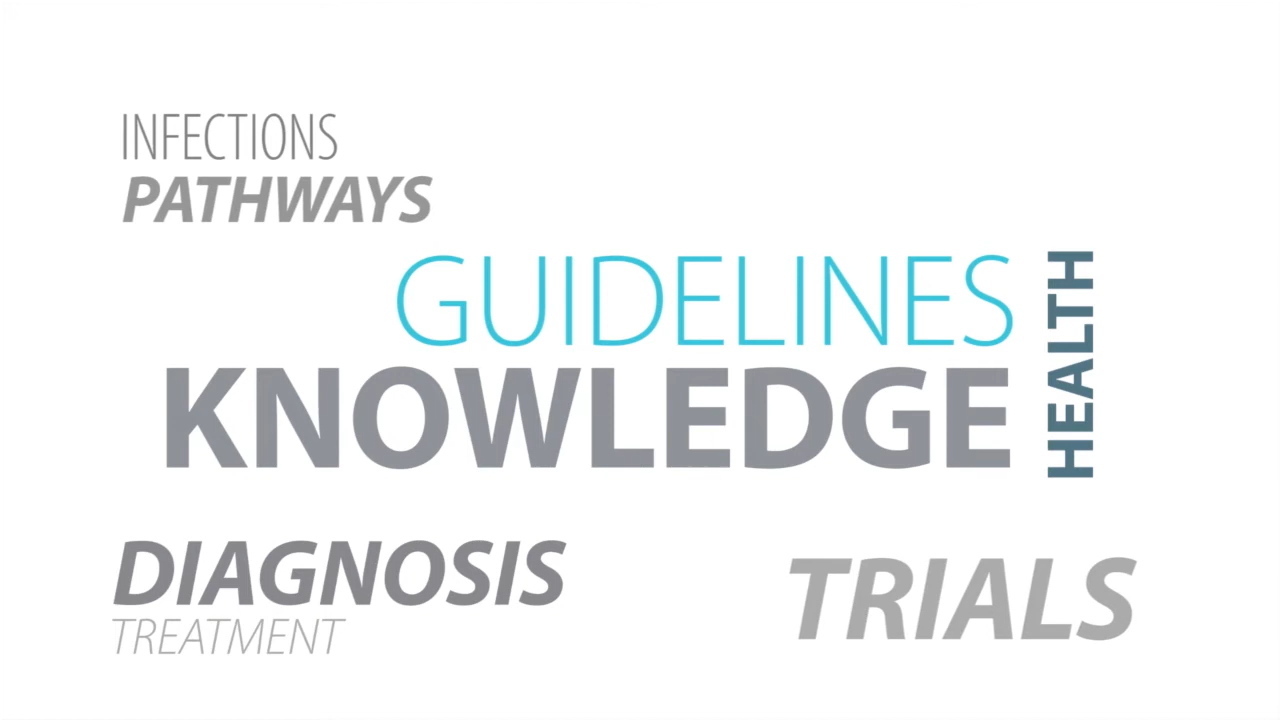 INFECTIONS
PATHWAYS
GUIDELINES
HEALTH
KNOWLEDGE
DIAGNOSIS
TREATMENT
TRIALS